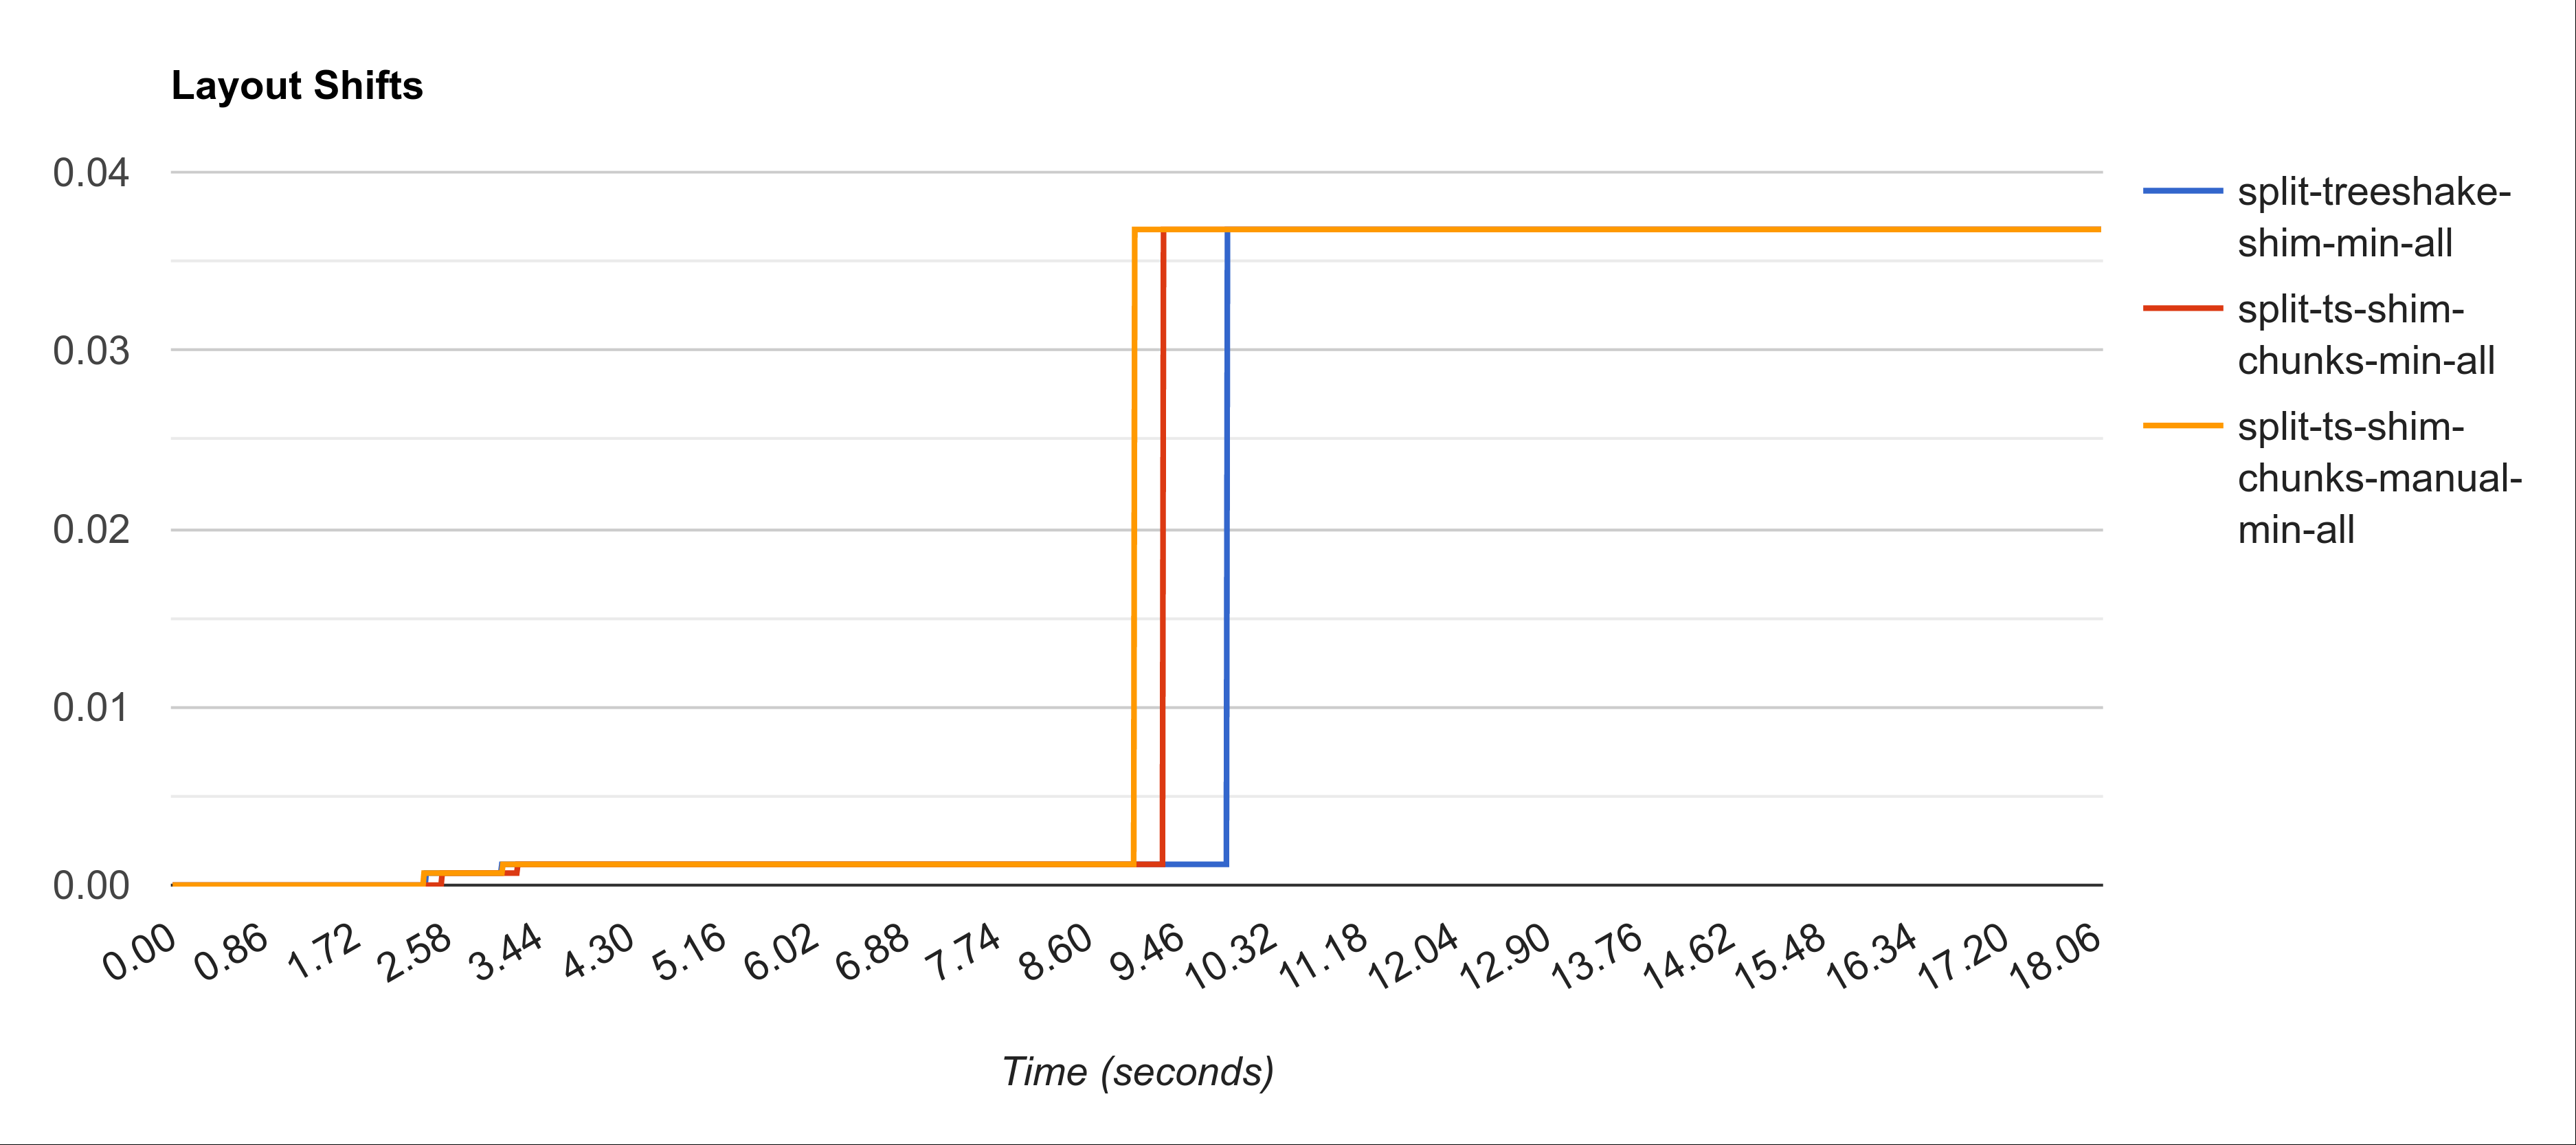 Layout Shifts
0.04
0.03
0.02
0.01
0.00
0.00 0.86 1.72 2.58 3.44 4.30 5.16 6.02 6.88 7.74 8.60 9.46 10.32 11.18 12.04 12.90 13.76 14.62 15.48 16.34 17.20 18.06
Time (seconds)
split-treeshake-
shim-min-all
split-ts-shim-
chunks-min-all
split-ts-shim-
chunks-manual-
min-all